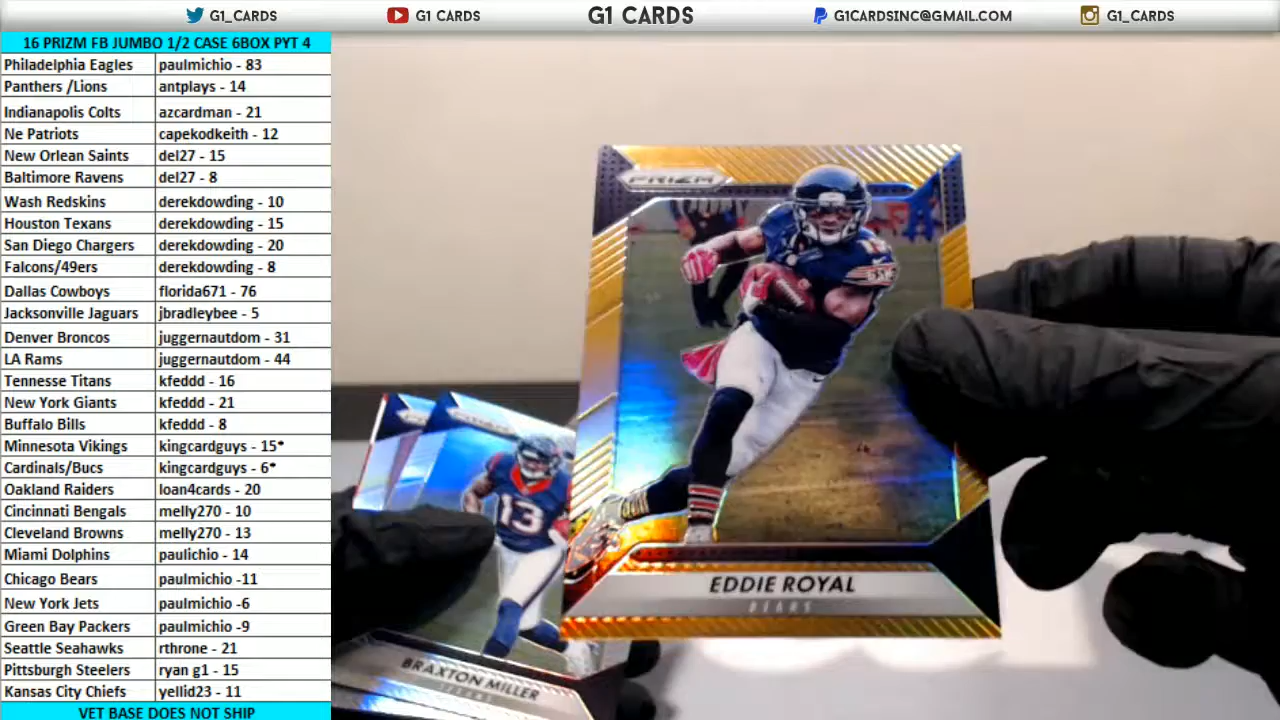 G1_CARDS
G1 CARDS
G1 CARDS
G1CARDSINC@GMAIL.COM
G1_CARDS
16 PRIZM FB JUMBO 1/2 CASE 6BOX PYT 4
Philadelphia Eagles paulmichio - 83
Panthers /Lions antplays - 14
Indianapolis Colts azcardman - 21
Ne Patriots capekodkeith - 12
New Orlean Saints del27 - 15
Baltimore Ravens del27 - 8
Wash Redskins derekdowding - 10
Houston Texans derekdowding - 15
San Diego Chargers derekdowding - 20
Falcons/49ers derekdowding - 8
Dallas Cowboys florida671 - 76
Jacksonville Jaguars jbradleybee - 5
Denver Broncos juggernautdom - 31
LA Rams juggernautdom - 44
Tennesse Titans kfeddd - 16
New York Giants kfeddd - 21
Buffalo Bills kfeddd - 8
Minnesota Vikings kingcardguys - 15*
Cardinals/Bucs kingcardguys - 6*
Oakland Raiders loan4cards - 20
Cincinnati Bengals melly270 - 10
Cleveland Browns melly270 - 13
Miami Dolphins paulichio - 14
Chicago Bears paulmichio -11
New York Jets paulmichio -6
Green Bay Packers paulmichio -9
Seattle Seahawks rthrone - 21
Pittsburgh Steelers ryan g1 - 15
Kansas City Chiefs yellid23 - 11
VET BASE DOES NOT SHIP
PRIZM
EDDIE ROYAL
BEARS
13
BRAXTON MILLER
TEXANS